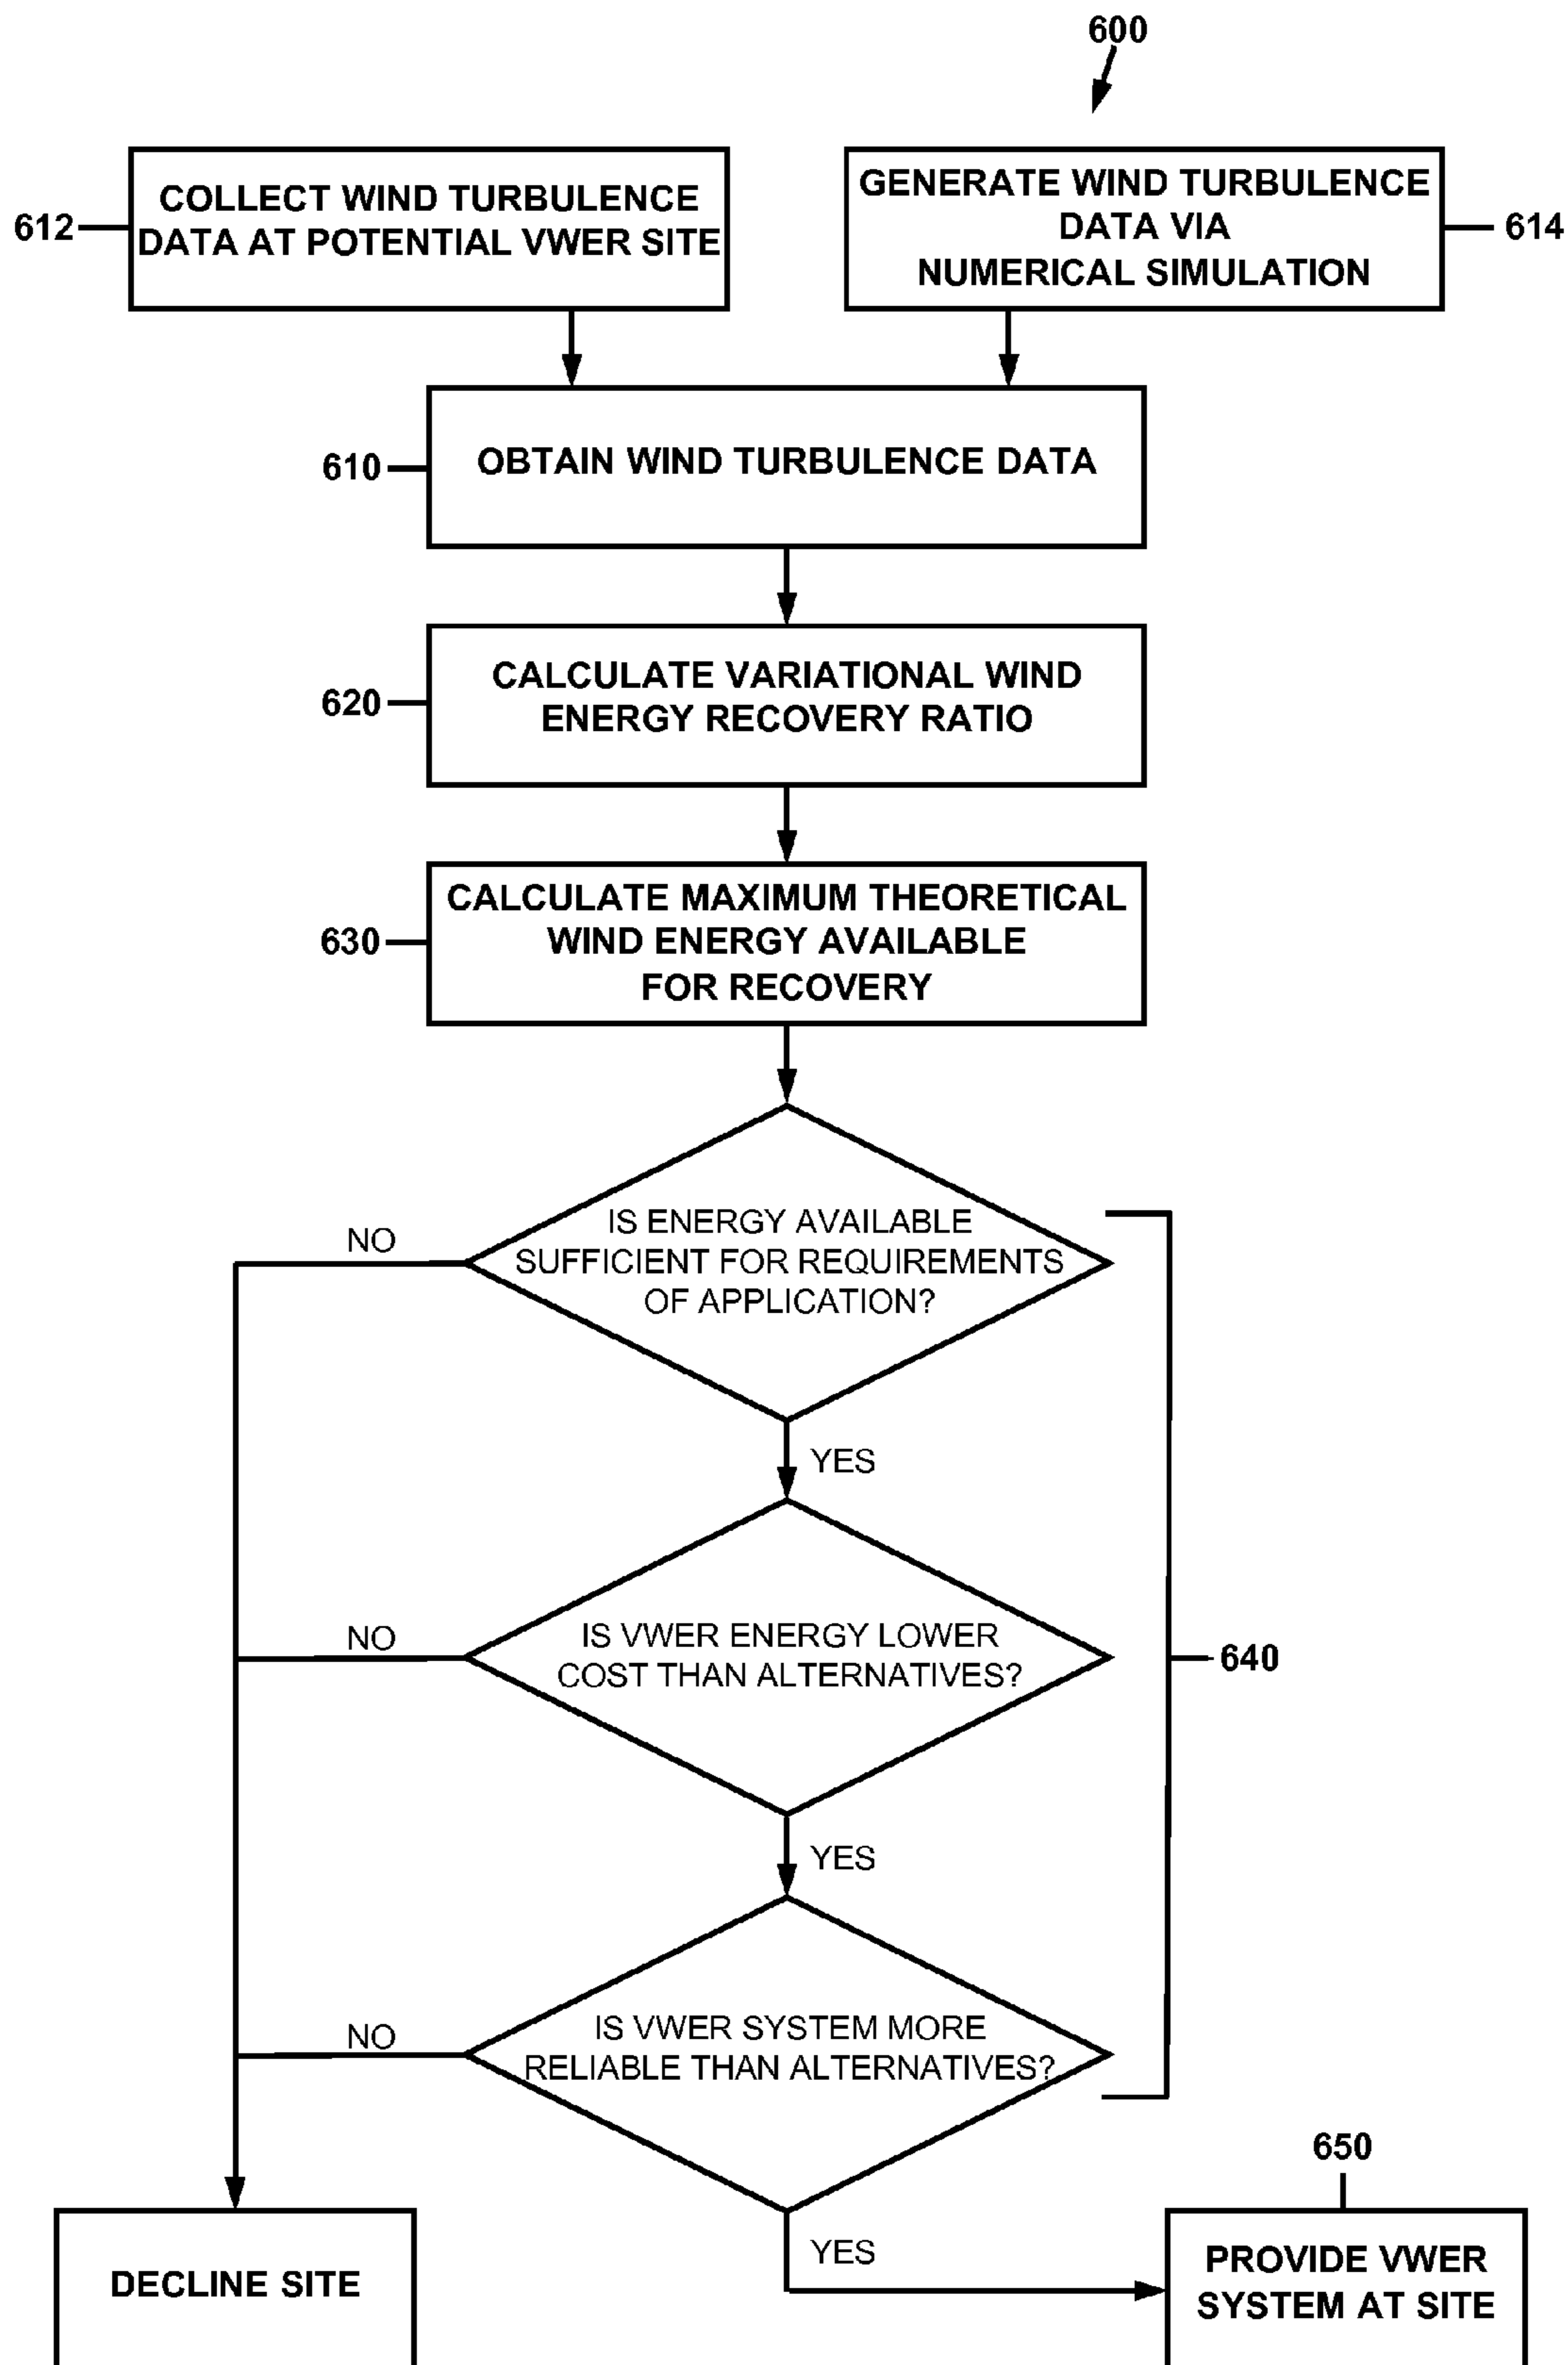 600
COLLECT WIND TURBULENCE
DATA AT POTENTIAL VWER SITE
612
GENERATE WIND TURBULENCE
DATA VIA
NUMERICAL SIMULATION
614
610
OBTAIN WIND TURBULENCE DATA
620
CALCULATE VARIATIONAL WIND
ENERGY RECOVERY RATIO
630
CALCULATE MAXIMUM THEORETICAL
WIND ENERGY AVAILABLE
FOR RECOVERY
NO
IS ENERGY AVAILABLE
SUFFICIENT FOR REQUIREMENTS
OF APPLICATION?
YES
NO
IS VWER ENERGY LOWER
COST THAN ALTERNATIVES?
640
YES
NO
IS VWER SYSTEM MORE
RELIABLE THAN ALTERNATIVES?
650
YES
DECLINE SITE
PROVIDE VWER
SYSTEM AT SITE